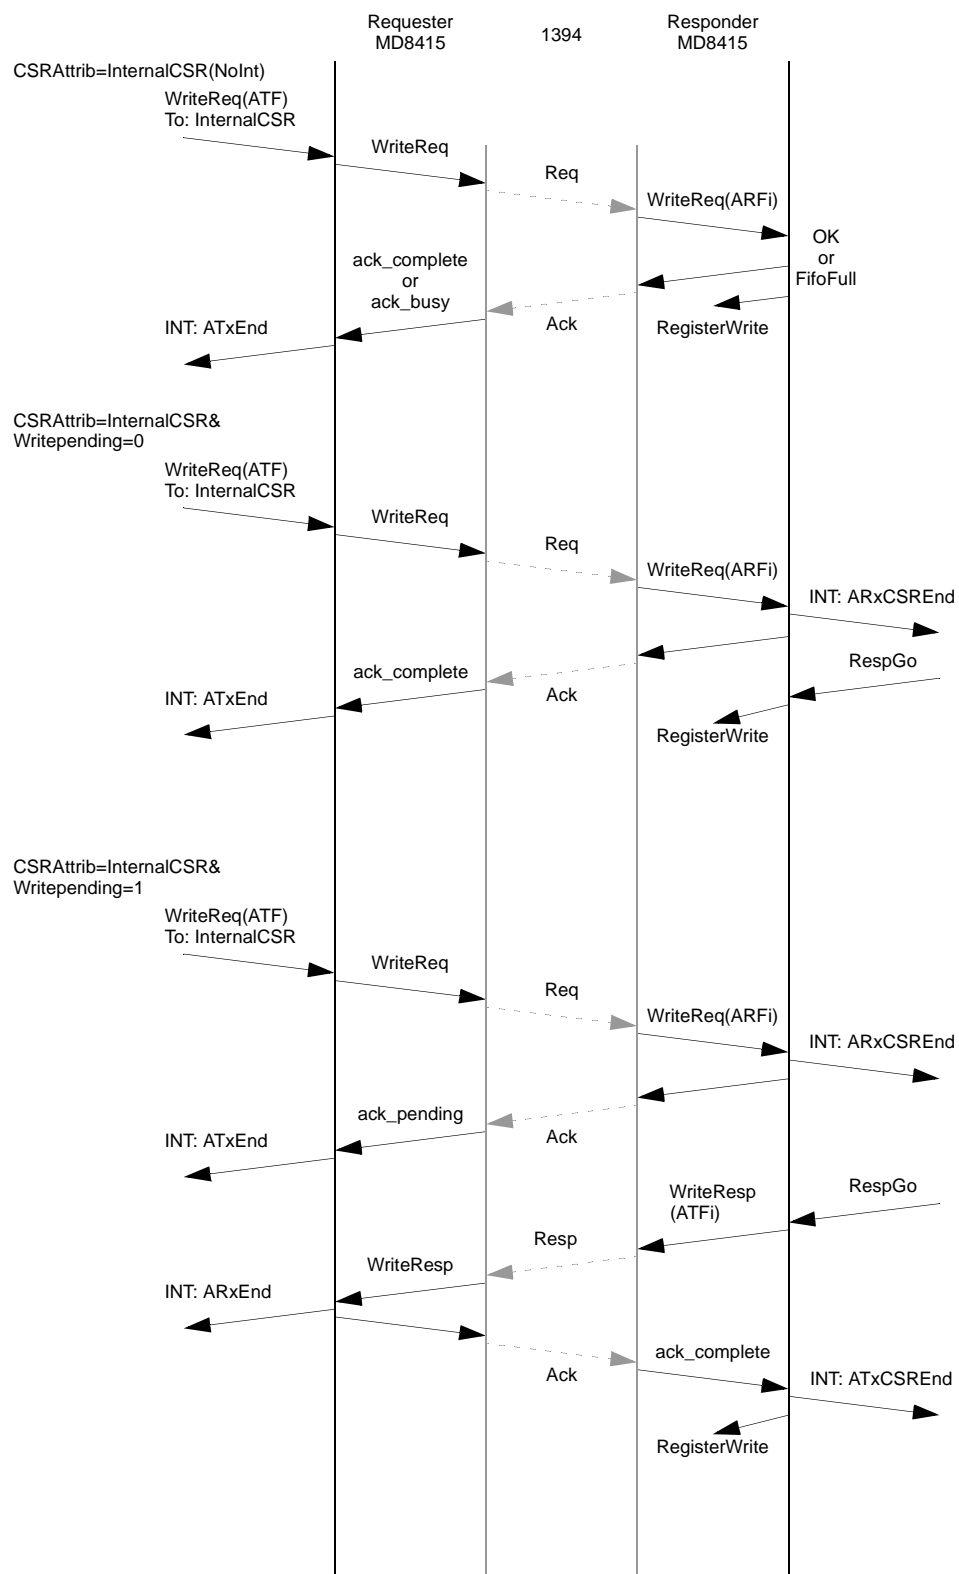 Requester
MD8415
1394
Responder
MD8415
CSRAttrib=InternalCSR(NoInt)
WriteReq(ATF)
To: InternalCSR
WriteReq
Req
WriteReq(ARFi)
OK
or
FifoFull
ack_complete
or
ack_busy
INT: ATxEnd
Ack
RegisterWrite
CSRAttrib=InternalCSR&
Writepending=0
WriteReq(ATF)
To: InternalCSR
WriteReq
Req
WriteReq(ARFi)
INT: ARxCSREnd
RespGo
ack_complete
INT: ATxEnd
Ack
RegisterWrite
CSRAttrib=InternalCSR&
Writepending=1
WriteReq(ATF)
To: InternalCSR
WriteReq
Req
WriteReq(ARFi)
INT: ARxCSREnd
ack_pending
INT: ATxEnd
Ack
RespGo
WriteResp
(ATFi)
Resp
WriteResp
INT: ARxEnd
ack_complete
Ack
INT: ATxCSREnd
RegisterWrite